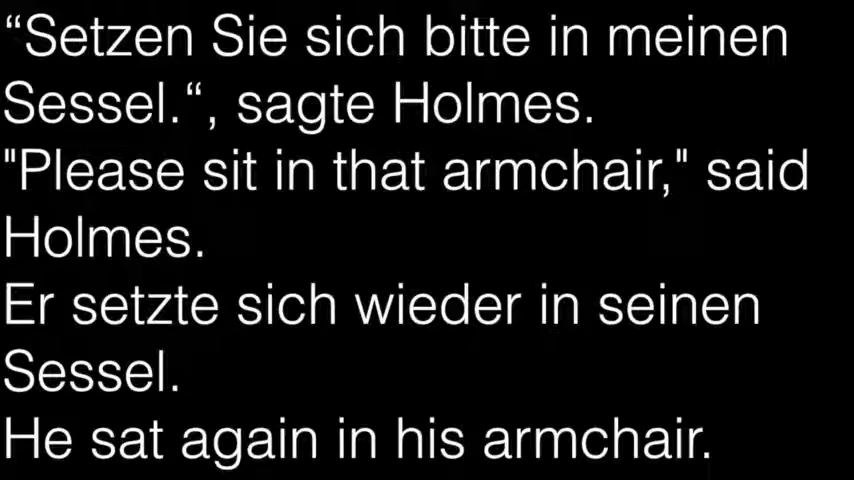 “Setzen Sie sich bitte in meinen
Sessel.“, sagte Holmes.
"Please sit in that armchair," said
Holmes.
Er setzte sich wieder in seinen
Sessel.
He sat again in his armchair.